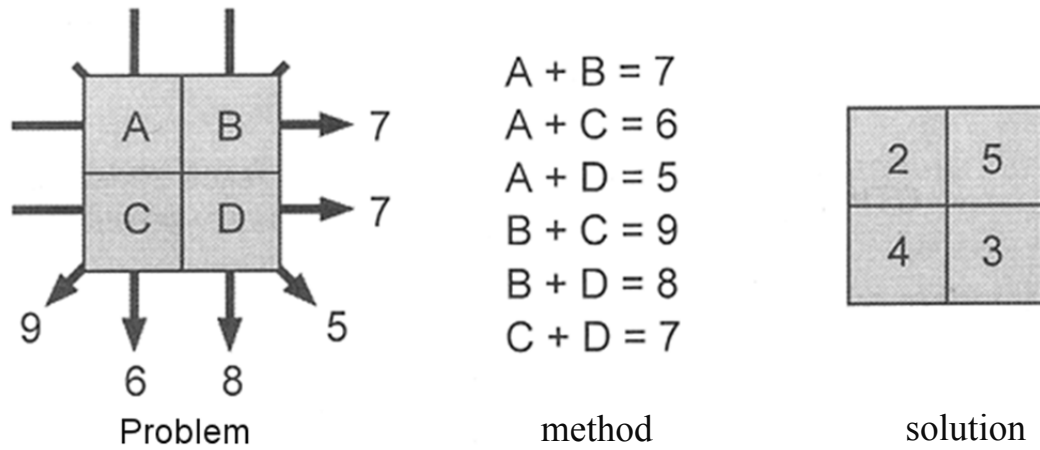 A B 7
C D 7
9 5
6 8
Problem
A + B = 7
A + C = 6
A + D = 5
B + C = 9
B + D = 8
C + D = 7
method
2 5
4 3
solution